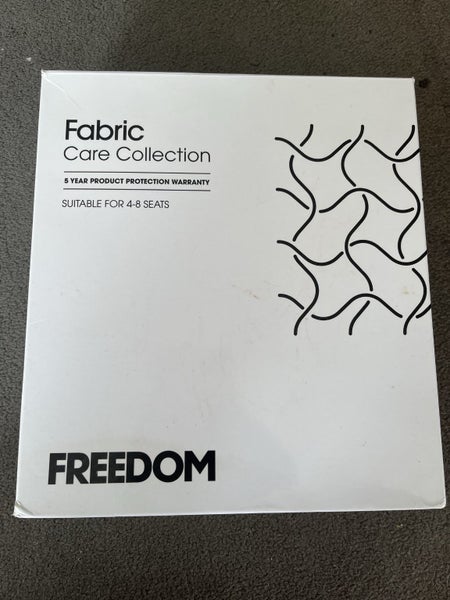 Fabric
Care Collection
5 YEAR PRODUCT PROTECTION WARRANTY
SUITABLE FOR 4-8 SEATS
FREEDOM